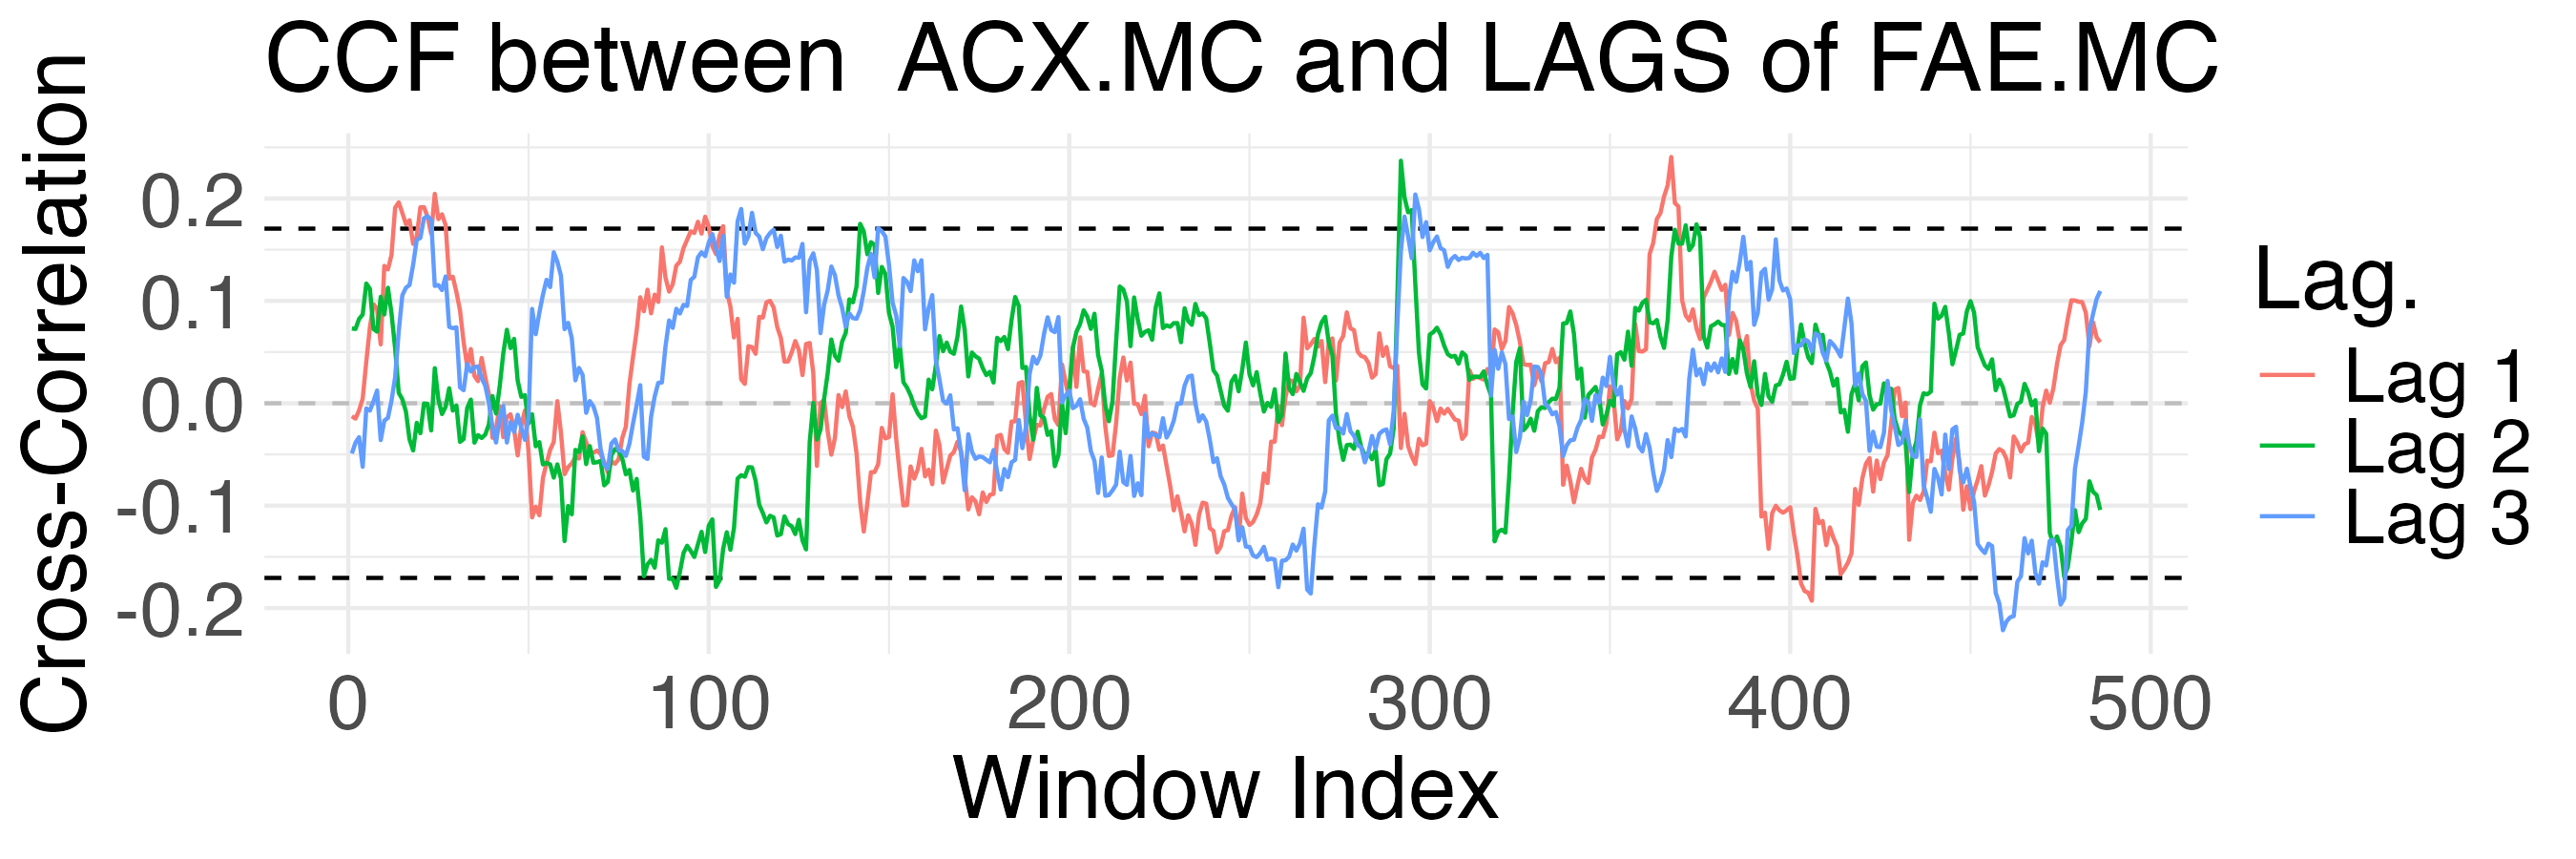 CCF between  ACX.MC and LAGS of FAE.MC
Cross-Correlation
0.2
0.1
0.0
-0.1
-0.2
0 100 200 300 400 500
Window Index
Lag.
Lag 1
Lag 2
Lag 3